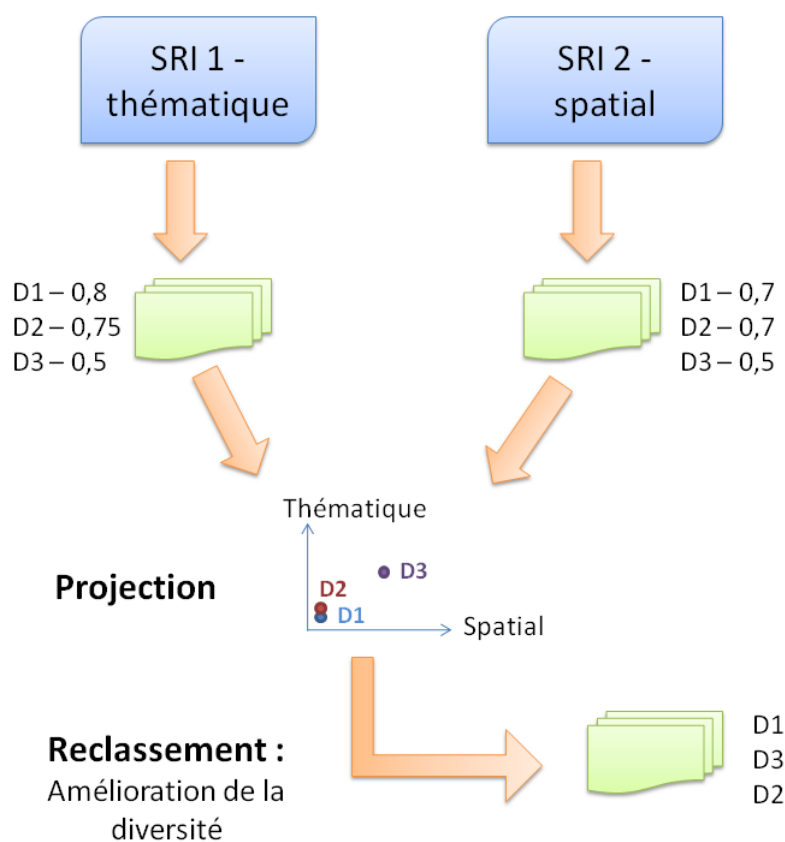 SRI 1 -
thématique
SRI 2 -
spatial
D1 – 0,8
D2 – 0,75
D3 – 0,5
D1 – 0,7
D2 – 0,7
D3 – 0,5
Thématique
D3
D2
D1
Projection
Spatial
Reclassement :
Amélioration de la
diversité
D1
D3
D2